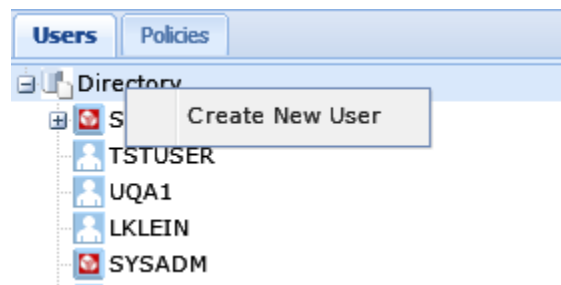 Users Policies
Directory
S
Create New User
TSTUSER
UQA1
LKLEIN
SYSADM